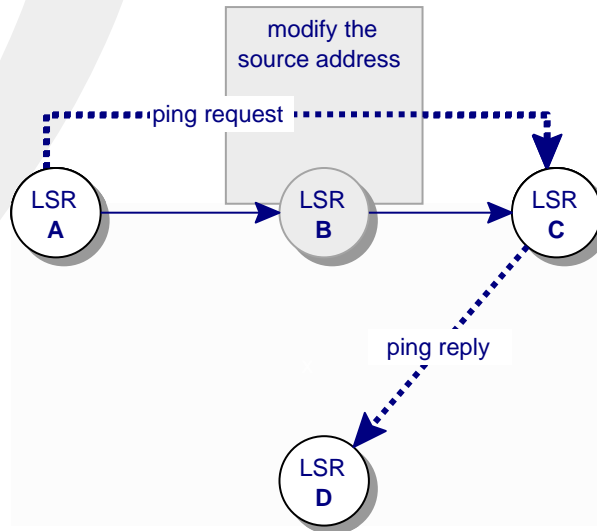 modify the
source address
ping request
LSR
A
LSR
B
LSR
C
ping reply
LSR
D